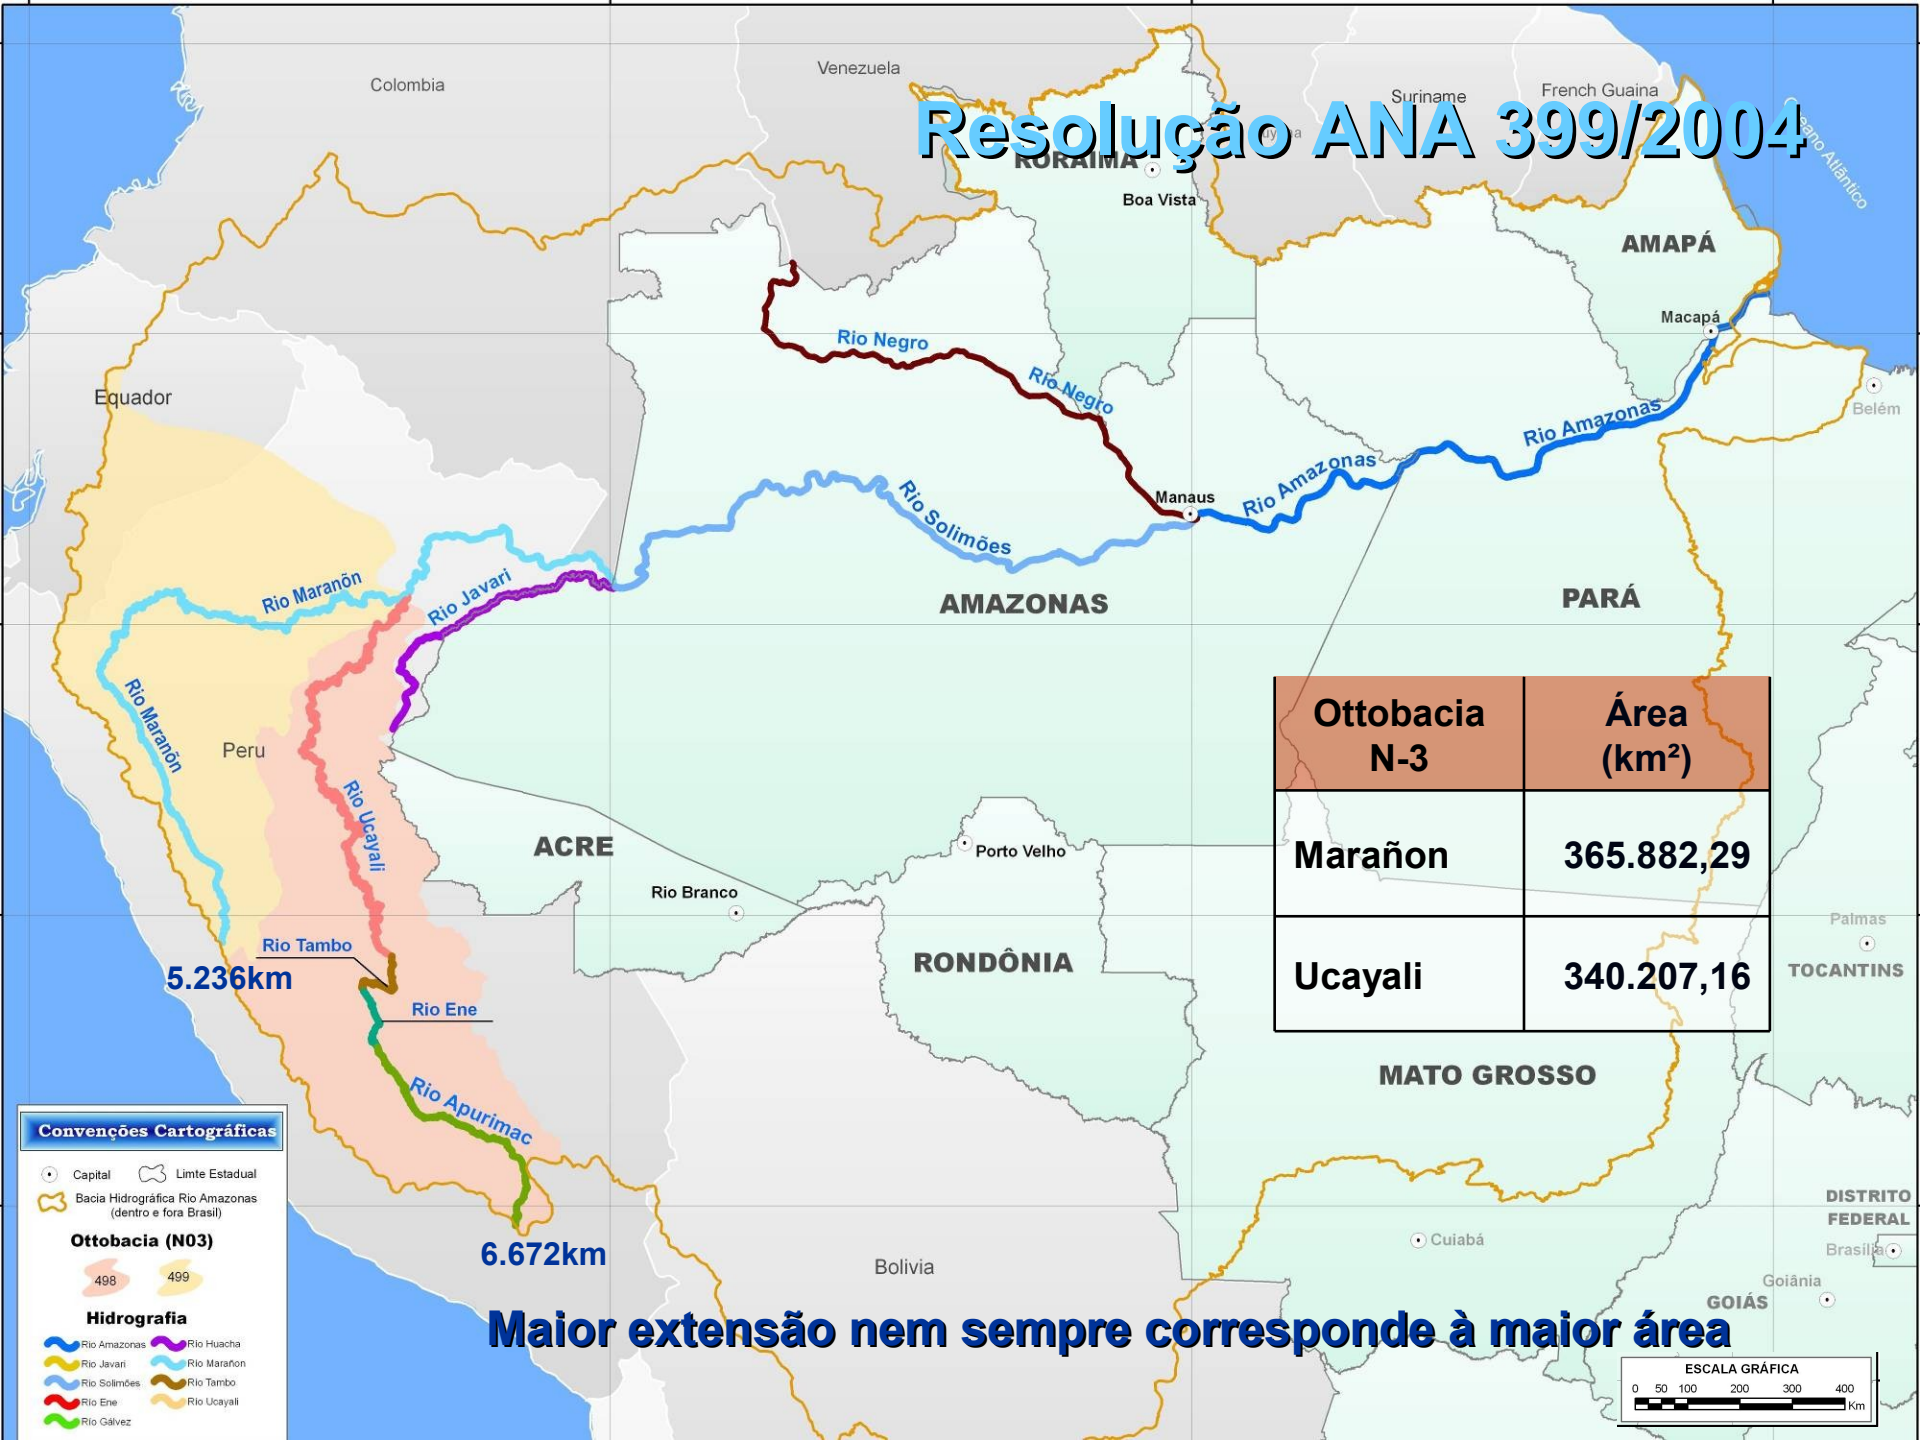 Colombia
Venezuela
Suriname
French Guaina
Resolução ANA 399/2004
RORAIMA
Boa Vista
Oceano Atlântico
AMAPÁ
Macapá
Belém
Equador
Rio Negro
Rio Negro
Rio Amazonas
Rio Amazonas
Manaus
Rio Solimões
Rio Maranõn
Rio Javari
AMAZONAS
PARÁ
Rio Maranõn
Peru
Rio Ucayali
Ottobacia N-3
Área (km²)
Marañon 365.882,29
Ucayali 340.207,16
ACRE
Porto Velho
Rio Branco
RONDÔNIA
Palmas
TOCANTINS
Rio Tambo
5.236km
Rio Ene
MATO GROSSO
Rio Apurimac
6.672km
Bolivia
Cuiabá
DISTRITO
FEDERAL
Brasília
Goiânia
GOIÁS
Maior extensão nem sempre corresponde à maior área
Convenções Cartográficas
Capital Limte Estadual
Bacia Hidrográfica Rio Amazonas
(dentro e fora Brasil)
Ottobacia (N03)
498 499
Hidrografia
Rio Amazonas Rio Huacha
Rio Javari Rio Marañon
Rio Solimões Rio Tambo
Rio Ene Rio Ucayali
Rio Gálvez
ESCALA GRÁFICA
0 50 100 200 300 400
Km